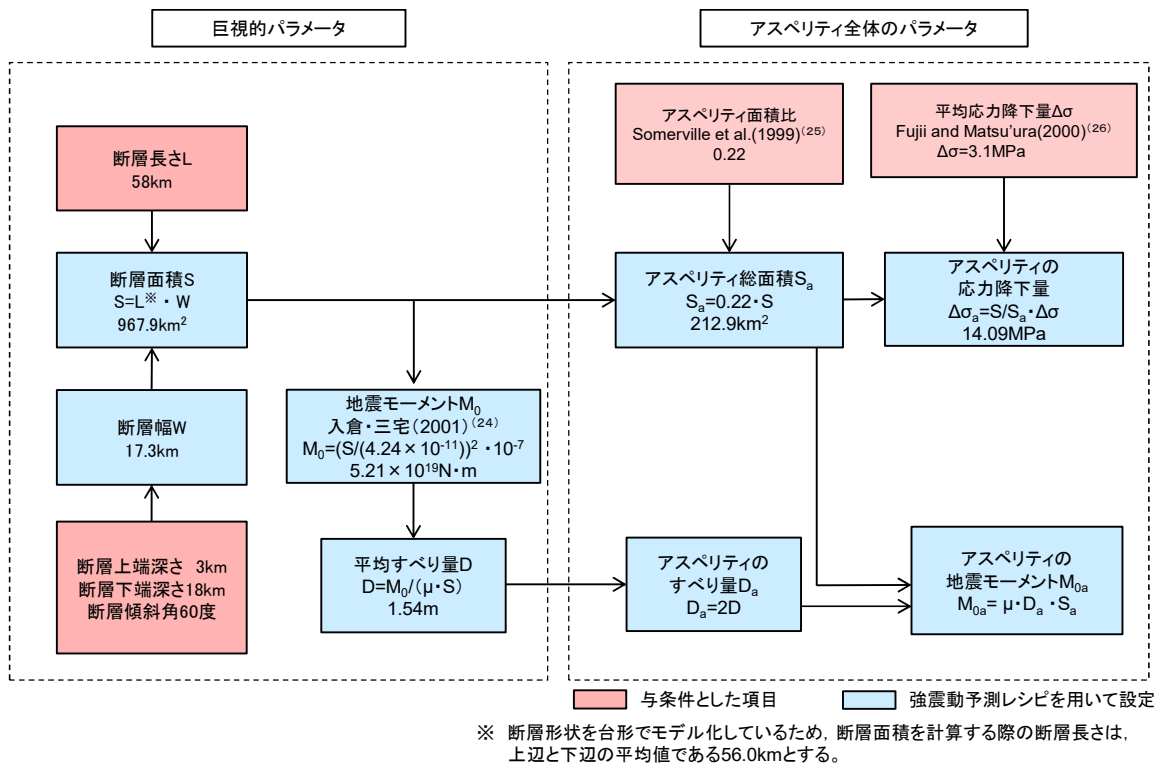 巨視的パラメータ
アスペリティ全体のパラメータ
断層長さL
58km
断層面積S
S=L※・W
967.9km²
断層幅W
17.3km
断層上端深さ 3km
断層下端深さ18km
断層傾斜角60度
地震モーメントM₀
入倉・三宅(2001)⁽²⁴⁾
M₀=(S/(4.24×10⁻¹¹))²・10⁻⁷
5.21×10¹⁹N・m
平均すべり量D
D=M₀/(μ・S)
1.54m
アスペリティ面積比
Somerville et al.(1999)⁽²⁵⁾
0.22
平均応力降下量Δσ
Fujii and Matsu’ura(2000)⁽²⁶⁾
Δσ=3.1MPa
アスペリティ総面積Sₐ
Sₐ=0.22・S
212.9km²
アスペリティの
応力降下量
Δσₐ=S/Sₐ・Δσ
14.09MPa
アスペリティの
すべり量Dₐ
Dₐ=2D
アスペリティの
地震モーメントM₀ₐ
M₀ₐ= μ・Dₐ・Sₐ
与条件とした項目
強震動予測レシピを用いて設定
※ 断層形状を台形でモデル化しているため，断層面積を計算する際の断層長さは，
上辺と下辺の平均値である56.0kmとする。